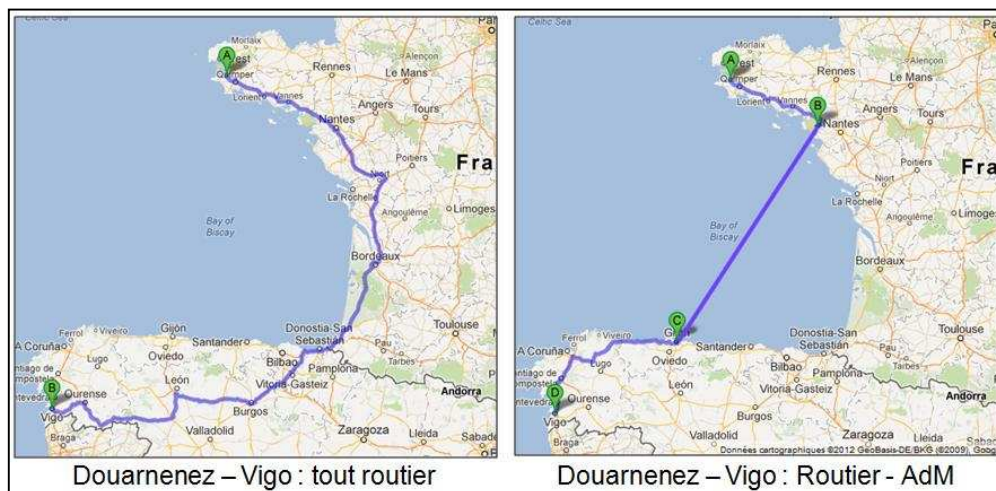 Celtic Sea
Morlaix
Brest
A
Quimper
Lorient
Vannes
Rennes
Le Mans
Alençon
Angers
Tours
Nantes
Poitiers
Niort
La Rochelle
Fra
Limoges
Angoulême
Bay of
Biscay
Bordeaux
Ferrol
Viveiro
Gijón
Santander
Donostia-San
Sebastián
A Coruña
Lugo
Oviedo
Bilbao
Toulouse
Pamplona
Vitoria-Gasteiz
León
B
Ourense
Vigo
Burgos
Andorra
Braga
Valladolid
Zaragoza
Lleida
Douarnenez – Vigo : tout routier
Celtic Sea
Morlaix
A
Quimper
Lorient
Vannes
Rennes
Le Mans
Alençon
B
Angers
Tours
Nantes
Poitiers
Niort
La Rochelle
Fra
Limoges
Angoulême
Bay of
Biscay
Bordeaux
C
Ferrol
Viveiro
Santander
Donostia-San
Sebastián
A Coruña
Lugo
Oviedo
Bilbao
Toulouse
Pau
Tarbes
Pamplona
Vitoria-Gasteiz
León
D
Ourense
Vigo
Burgos
Andorra
Braga
Valladolid
Zaragoza
Lleida
Données cartographiques ©2012 GeoBasis-DE/BKG (©2009), Goog
Douarnenez – Vigo : Routier - AdM